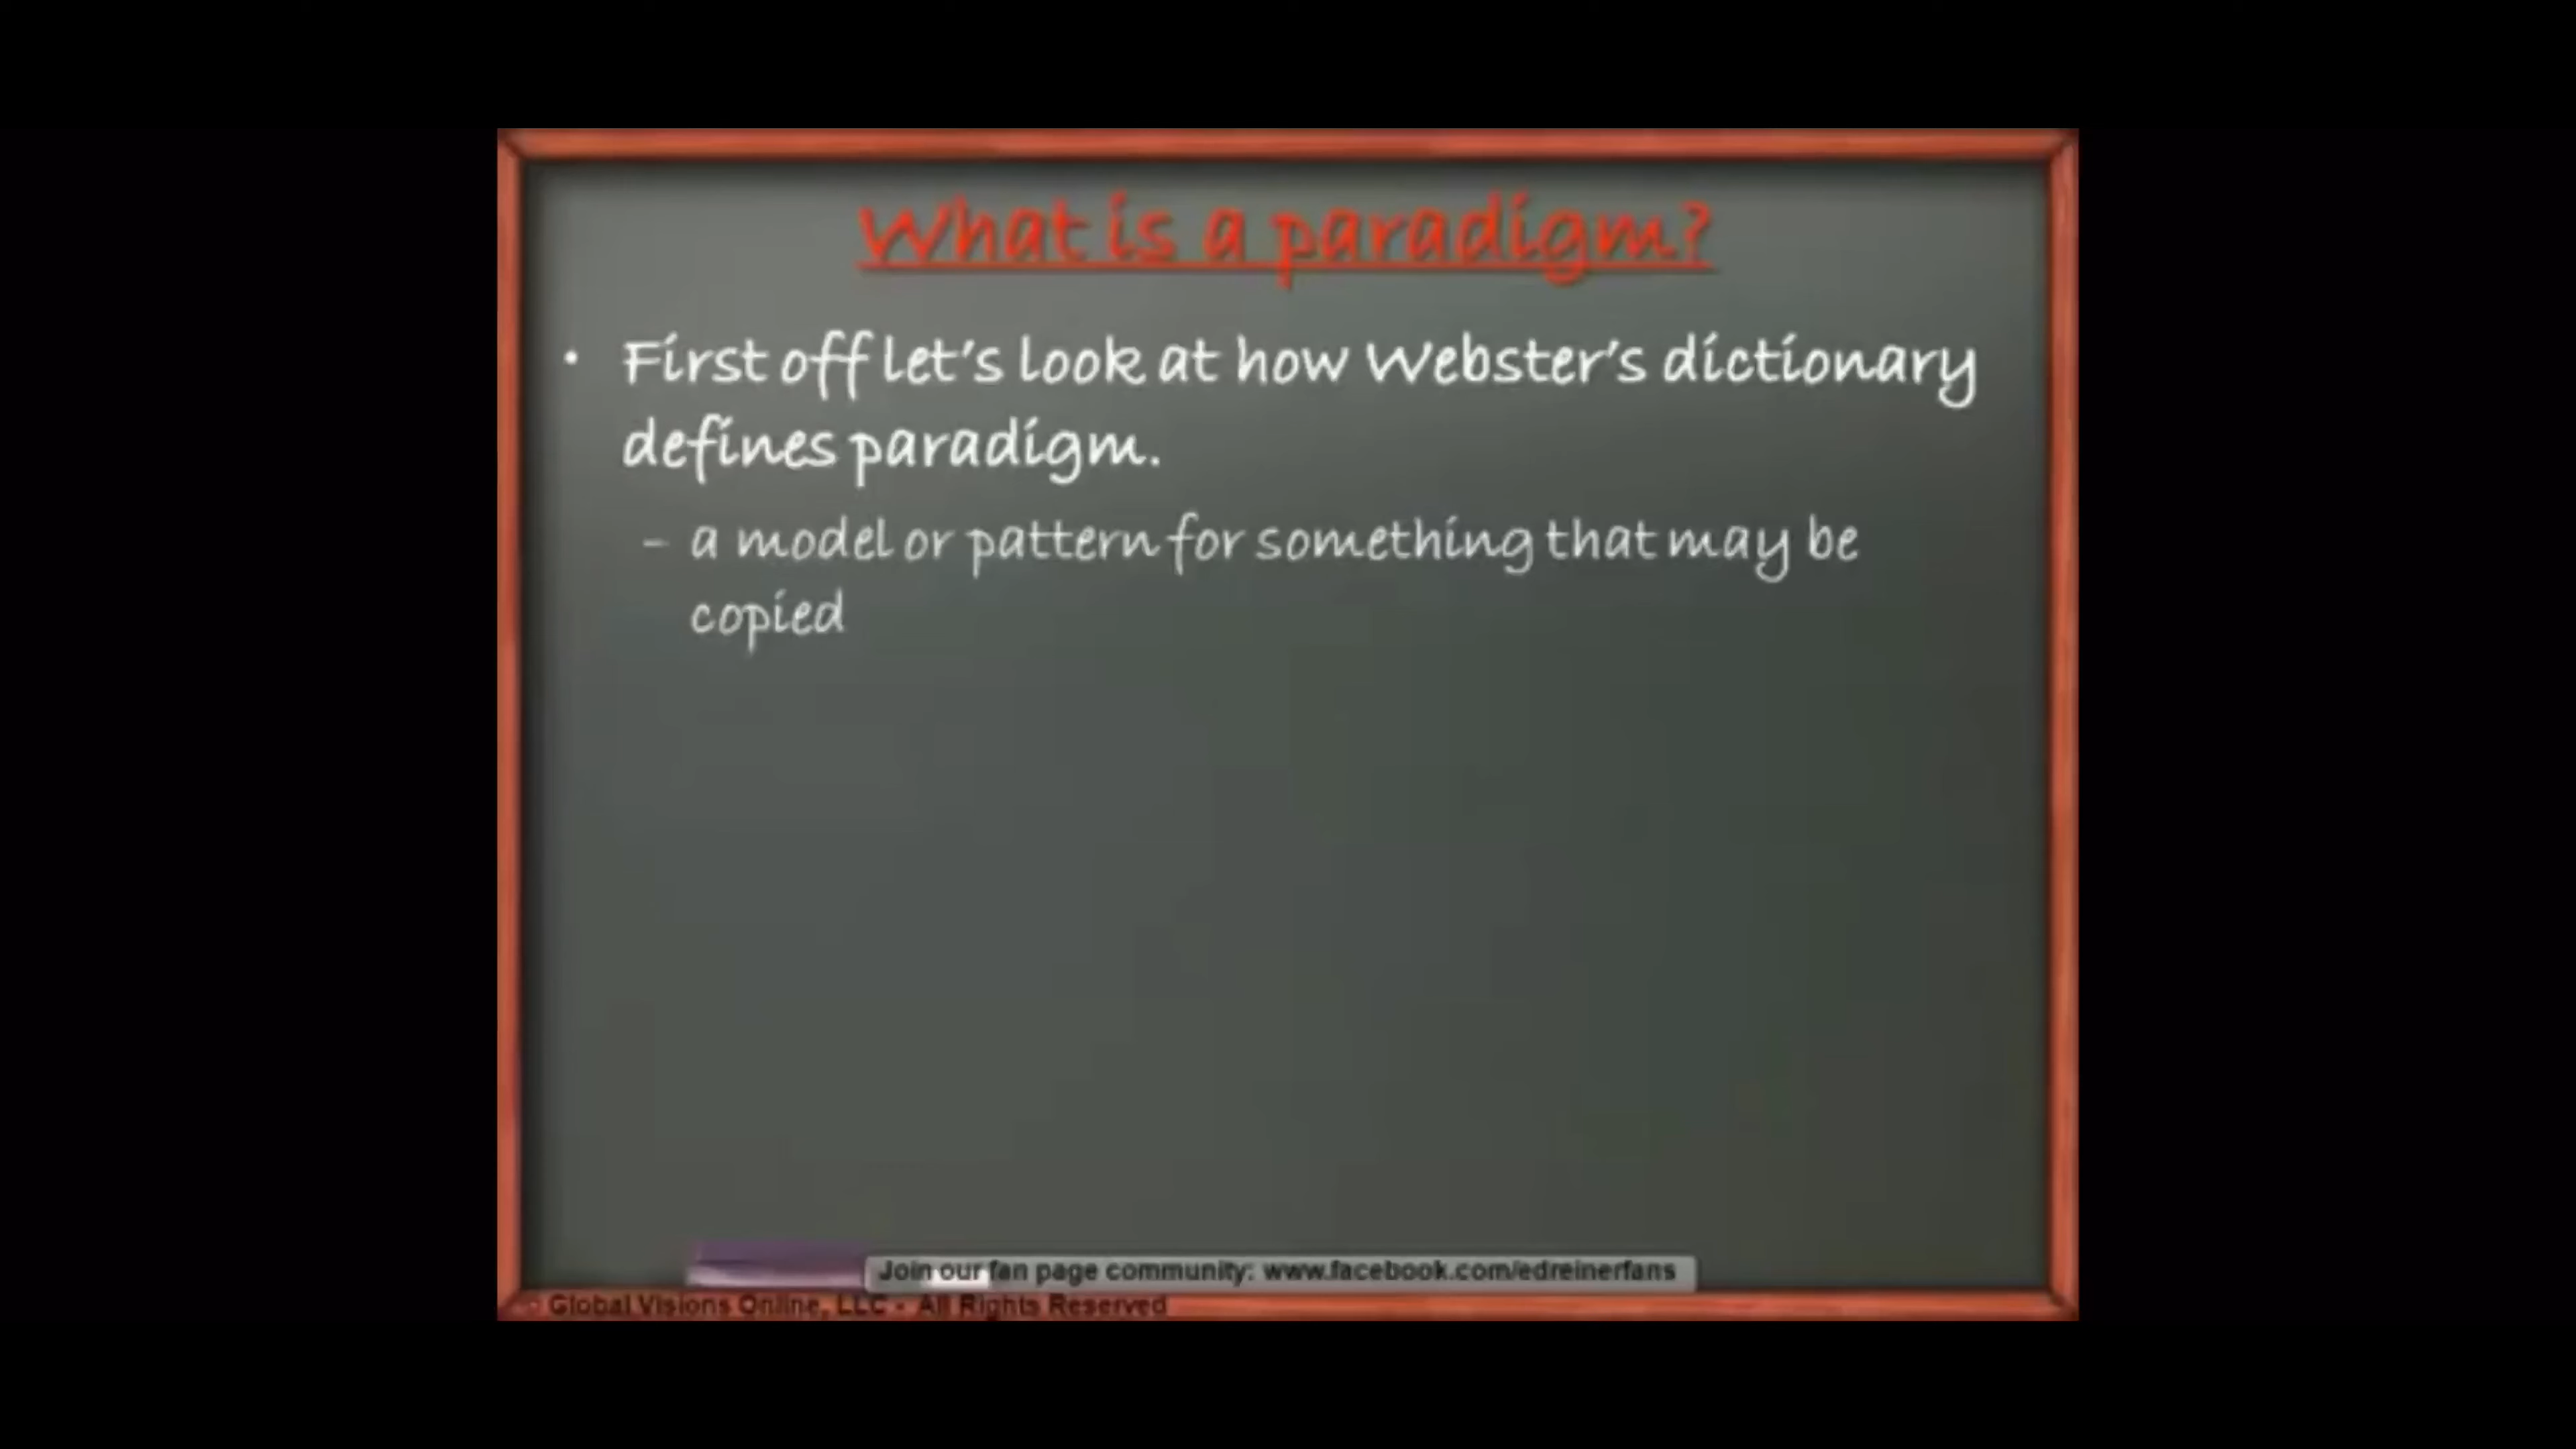 What is a paradigm?
• First off let's look at how Webster's dictionary
defines paradigm.
– a model or pattern for something that may be
copied
Join our fan page community: www.facebook.com/edreinerfans
© Global Visions Online, LLC - All Rights Reserved